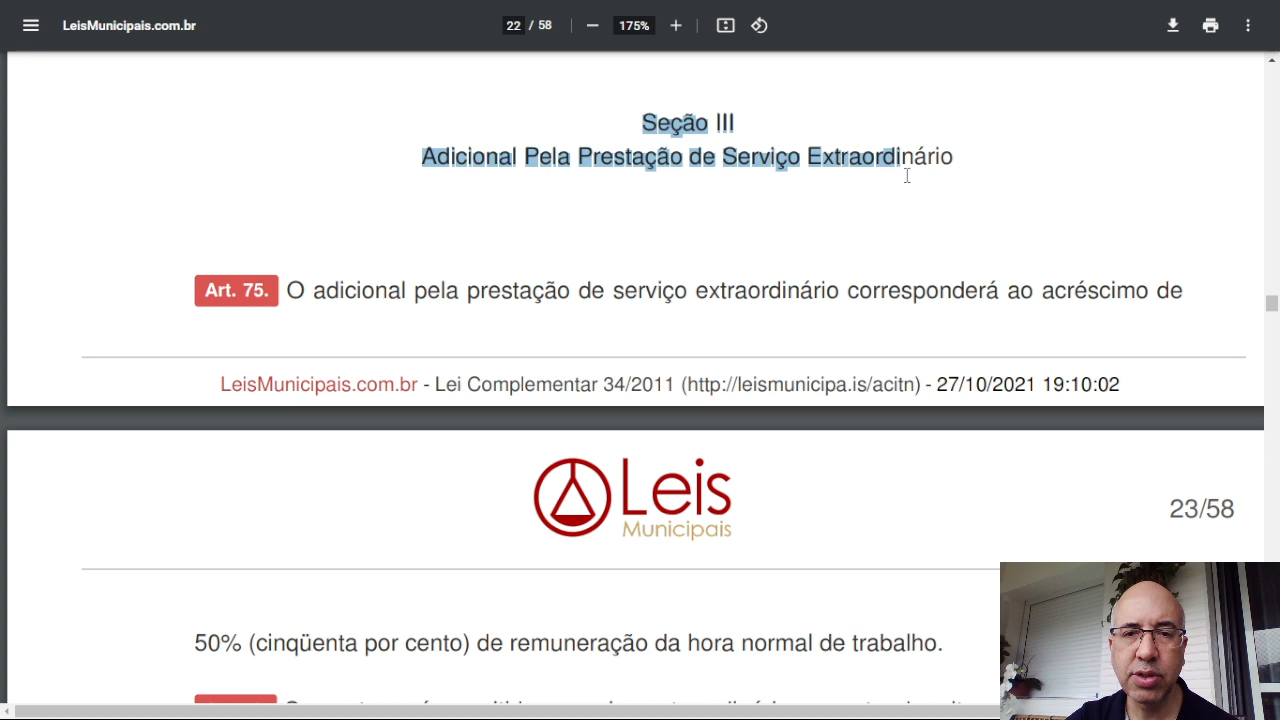 LeisMunicipais.com.br
22 / 58
175%
Seção III
Adicional Pela Prestação de Serviço Extraordinário
Art. 75. O adicional pela prestação de serviço extraordinário corresponderá ao acréscimo de
LeisMunicipais.com.br - Lei Complementar 34/2011 (http://leismunicipa.is/acitn) - 27/10/2021 19:10:02
Leis
Municipais
23/58
50% (cinqüenta por cento) de remuneração da hora normal de trabalho.